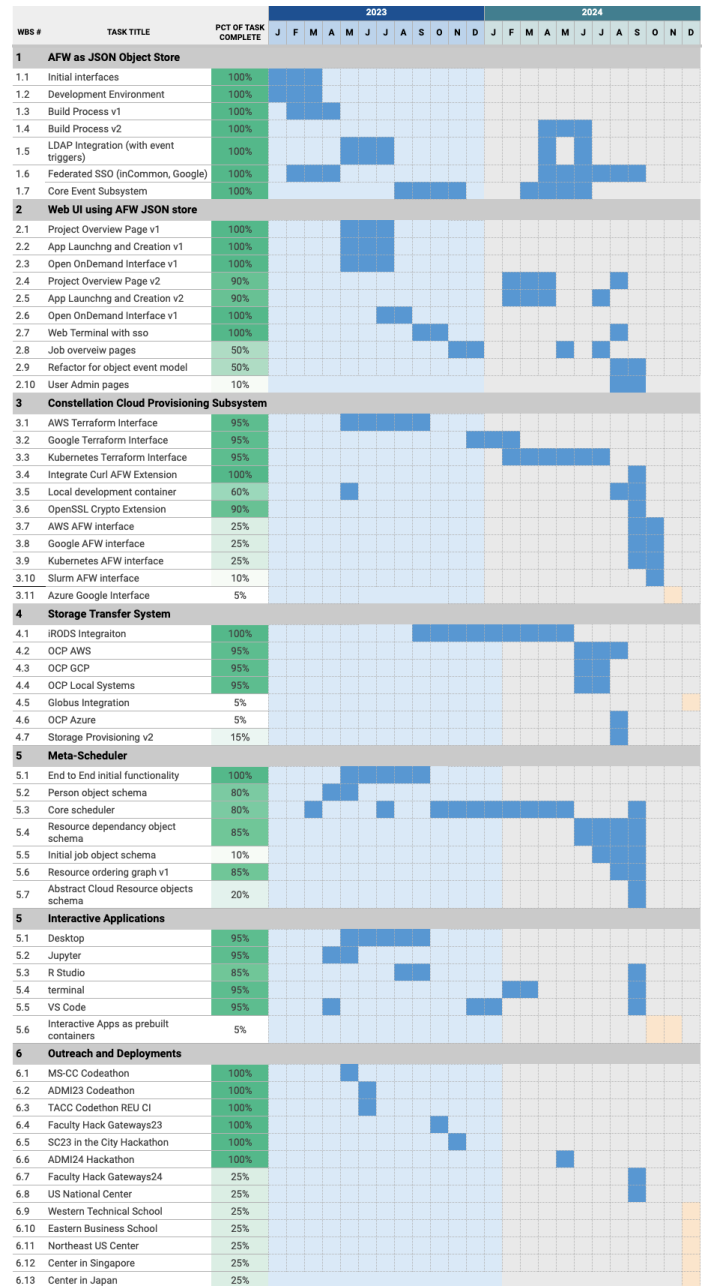 2023 2024
WBS # TASK TITLE PCT OF TASK COMPLETE J F M A M J J A S O N D J F M A M J J A S O N D
1 AFW as JSON Object Store
1.1 Initial interfaces 100%
1.2 Development Environment 100%
1.3 Build Process v1 100%
1.4 Build Process v2 100%
1.5 LDAP Integration (with event triggers) 100%
1.6 Federated SSO (inCommon, Google) 100%
1.7 Core Event Subsystem 100%
2 Web UI using AFW JSON store
2.1 Project Overview Page v1 100%
2.2 App Launchng and Creation v1 100%
2.3 Open OnDemand Interface v1 100%
2.4 Project Overview Page v2 90%
2.5 App Launchng and Creation v2 90%
2.6 Open OnDemand Interface v1 100%
2.7 Web Terminal with sso 100%
2.8 Job overveiw pages 50%
2.9 Refactor for object event model 50%
2.10 User Admin pages 10%
3 Constellation Cloud Provisioning Subsystem
3.1 AWS Terraform Interface 95%
3.2 Google Terraform Interface 95%
3.3 Kubernetes Terraform Interface 95%
3.4 Integrate Curl AFW Extension 100%
3.5 Local development container 60%
3.6 OpenSSL Crypto Extension 90%
3.7 AWS AFW interface 25%
3.8 Google AFW interface 25%
3.9 Kubernetes AFW interface 25%
3.10 Slurm AFW interface 10%
3.11 Azure Google Interface 5%
4 Storage Transfer System
4.1 iRODS Integraiton 100%
4.2 OCP AWS 95%
4.3 OCP GCP 95%
4.4 OCP Local Systems 95%
4.5 Globus Integration 5%
4.6 OCP Azure 5%
4.7 Storage Provisioning v2 15%
5 Meta-Scheduler
5.1 End to End initial functionality 100%
5.2 Person object schema 80%
5.3 Core scheduler 80%
5.4 Resource dependancy object schema 85%
5.5 Initial job object schema 10%
5.6 Resource ordering graph v1 85%
5.7 Abstract Cloud Resource objects schema 20%
5 Interactive Applications
5.1 Desktop 95%
5.2 Jupyter 95%
5.3 R Studio 85%
5.4 terminal 95%
5.5 VS Code 95%
5.6 Interactive Apps as prebuilt containers 5%
6 Outreach and Deployments
6.1 MS-CC Codeathon 100%
6.2 ADMI23 Codeathon 100%
6.3 TACC Codethon REU CI 100%
6.4 Faculty Hack Gateways23 100%
6.5 SC23 in the City Hackathon 100%
6.6 ADMI24 Hackathon 100%
6.7 Faculty Hack Gateways24 25%
6.8 US National Center 25%
6.9 Western Technical School 25%
6.10 Eastern Business School 25%
6.11 Northeast US Center 25%
6.12 Center in Singapore 25%
6.13 Center in Japan 25%